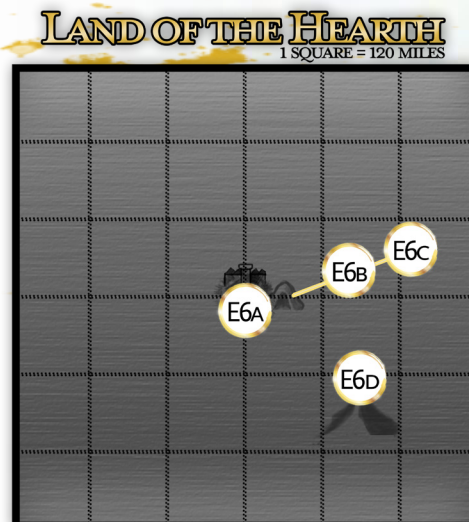 LAND OF THE HEARTH
1 SQUARE = 120 MILES
E6C
E6B
E6A
E6D